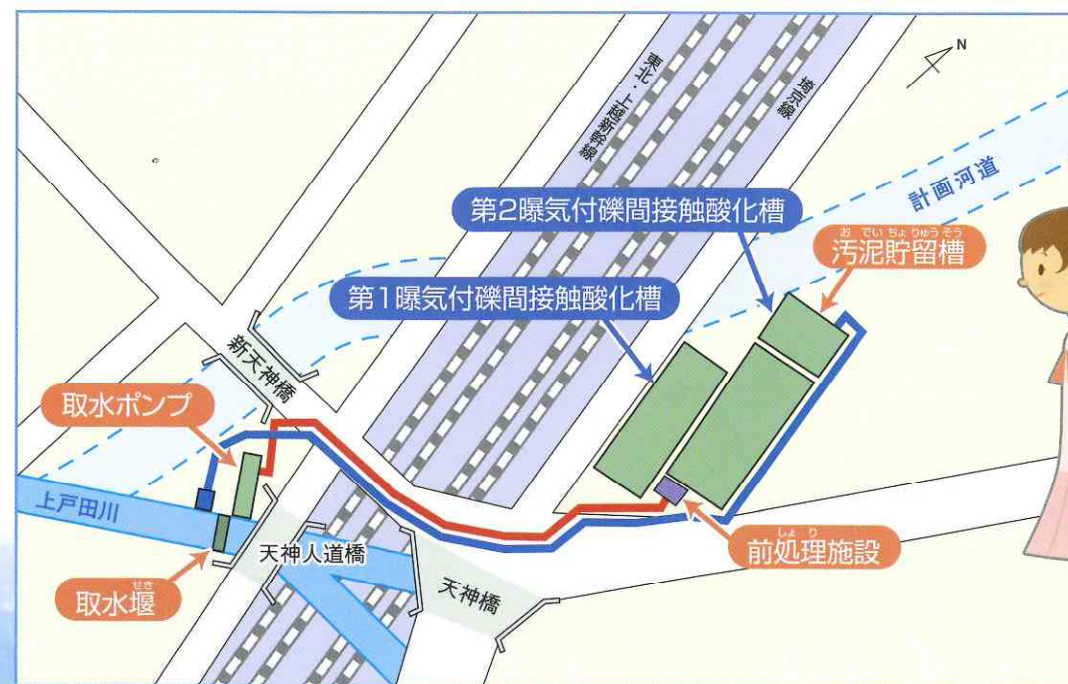 N
東北・上越新幹線
埼京線
計画河道
第2曝気付礫間接触酸化槽
お でい ちょ りゅう そう
汚泥貯留槽
第1曝気付礫間接触酸化槽
新天神橋
取水ポンプ
上戸田川
天神人道橋
しょ り
前処理施設
天神橋
せき
取水堰